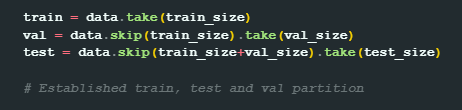 train = data.take(train_size)
val = data.skip(train_size).take(val_size)
test = data.skip(train_size+val_size).take(test_size)
# Established train, test and val partition